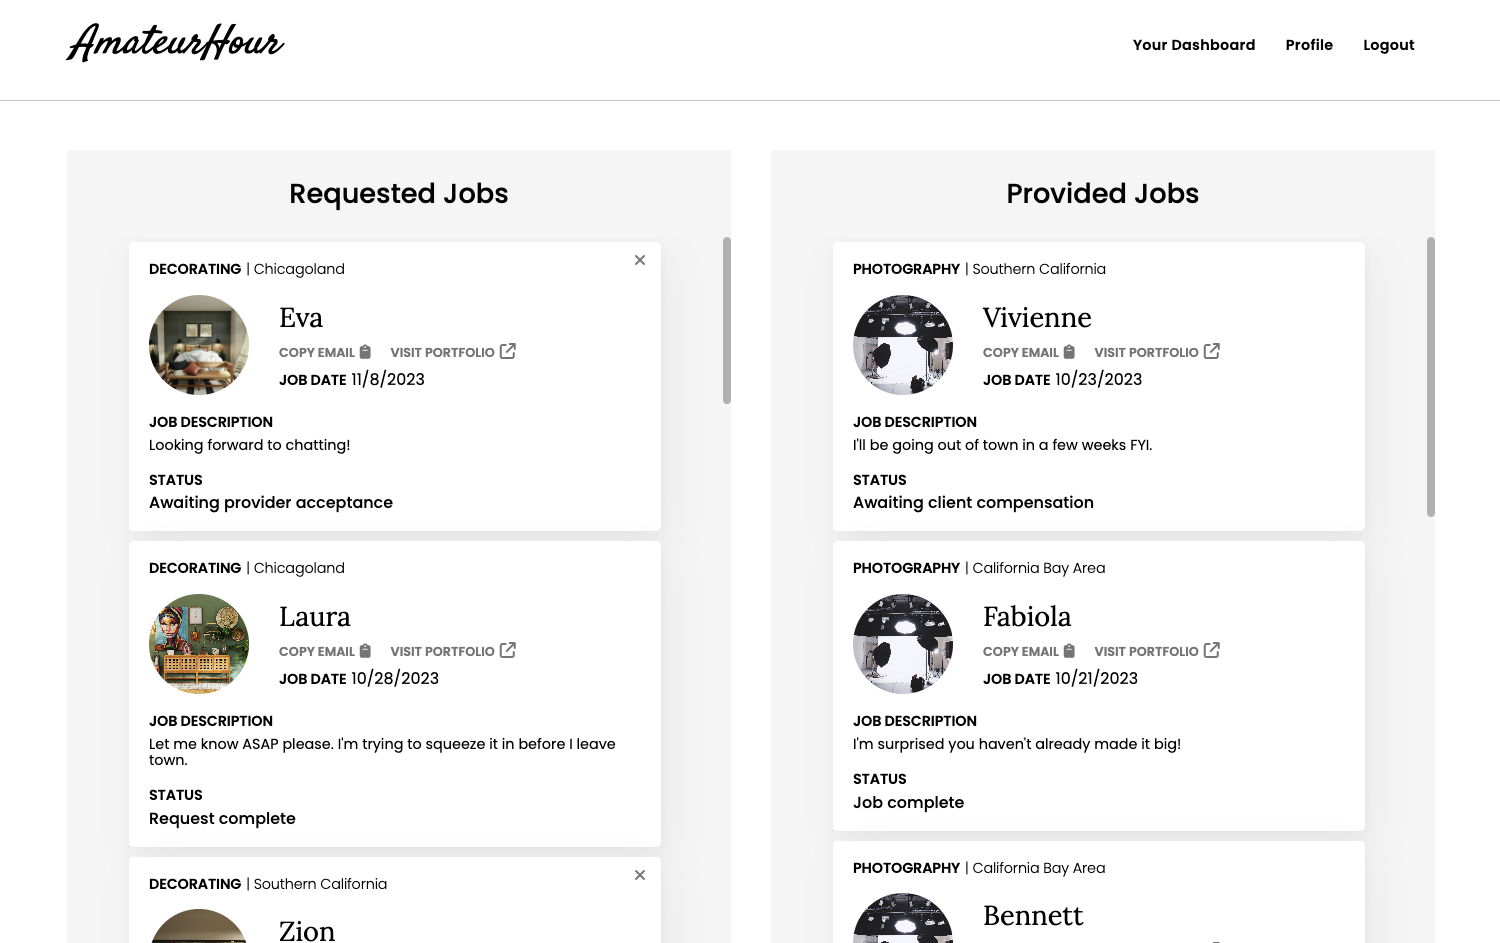 AmateurHour
Your Dashboard
Profile
Logout
Requested Jobs
DECORATING | Chicagoland
Eva
COPY EMAIL VISIT PORTFOLIO
JOB DATE 11/8/2023
JOB DESCRIPTION
Looking forward to chatting!
STATUS
Awaiting provider acceptance
DECORATING | Chicagoland
Laura
COPY EMAIL VISIT PORTFOLIO
JOB DATE 10/28/2023
JOB DESCRIPTION
Let me know ASAP please. I'm trying to squeeze it in before I leave
town.
STATUS
Request complete
DECORATING | Southern California
Zion
Provided Jobs
PHOTOGRAPHY | Southern California
Vivienne
COPY EMAIL VISIT PORTFOLIO
JOB DATE 10/23/2023
JOB DESCRIPTION
I'll be going out of town in a few weeks FYI.
STATUS
Awaiting client compensation
PHOTOGRAPHY | California Bay Area
Fabiola
COPY EMAIL VISIT PORTFOLIO
JOB DATE 10/21/2023
JOB DESCRIPTION
I'm surprised you haven't already made it big!
STATUS
Job complete
PHOTOGRAPHY | California Bay Area
Bennett